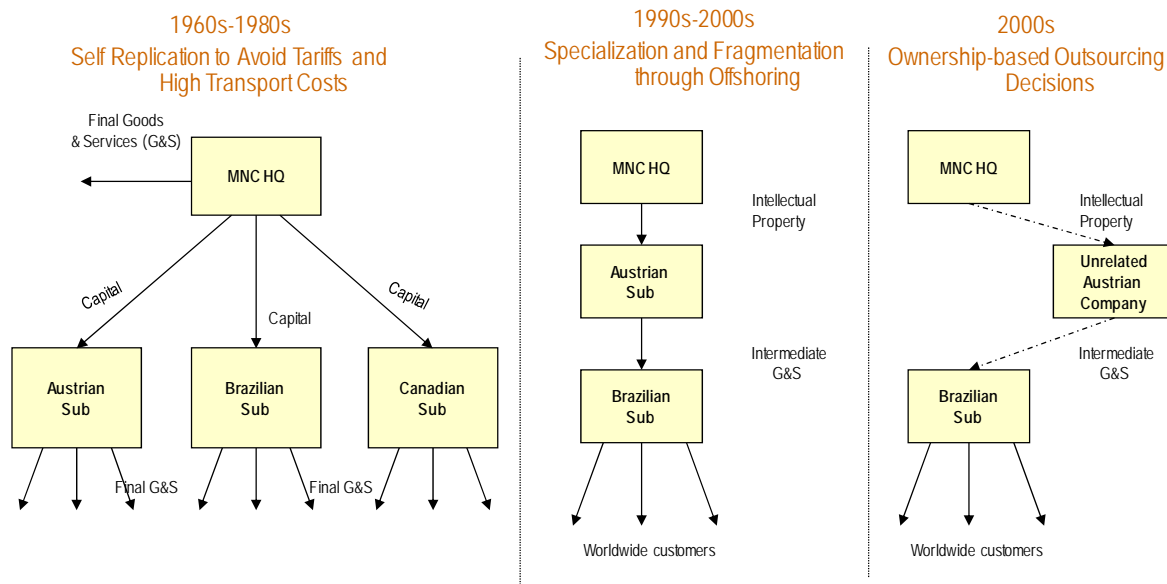 1960s-1980s
Self Replication to Avoid Tariffs and
High Transport Costs
Final Goods
& Services (G&S)
MNC HQ
Capital
Capital
Capital
Austrian
Sub
Brazilian
Sub
Canadian
Sub
Final G&S
Final G&S
1990s-2000s
Specialization and Fragmentation
through Offshoring
MNC HQ
Intellectual
Property
Austrian
Sub
Intermediate
G&S
Brazilian
Sub
Worldwide customers
2000s
Ownership-based Outsourcing
Decisions
MNC HQ
Intellectual
Property
Unrelated
Austrian
Company
Intermediate
G&S
Brazilian
Sub
Worldwide customers